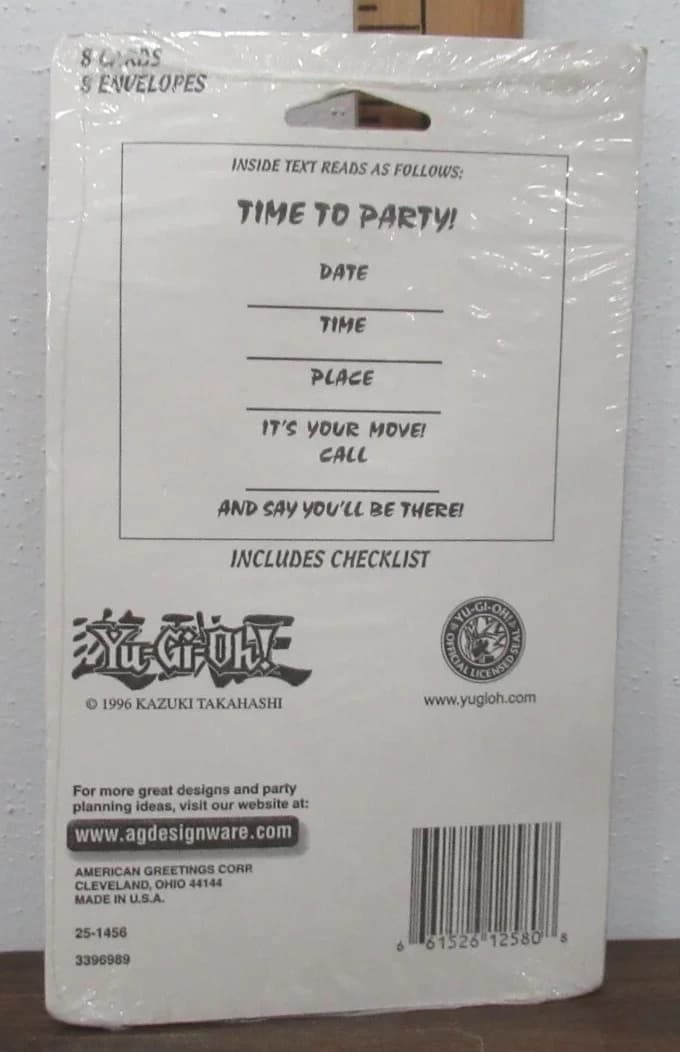 8 CARDS
8 ENVELOPES
INSIDE TEXT READS AS FOLLOWS:
TIME TO PARTY!
DATE
TIME
PLACE
IT'S YOUR MOVE!
CALL
AND SAY YOU'LL BE THERE!
INCLUDES CHECKLIST
Yu-Gi-Oh!
© 1996 KAZUKI TAKAHASHI
YU-GI-OH!
OFFICIAL LICENSED SEAL
www.yugioh.com
For more great designs and party
planning ideas, visit our website at:
www.agdesignware.com
AMERICAN GREETINGS CORP.
CLEVELAND, OHIO 44144
MADE IN U.S.A.
25-1456
3396989
6 61526 12580 8